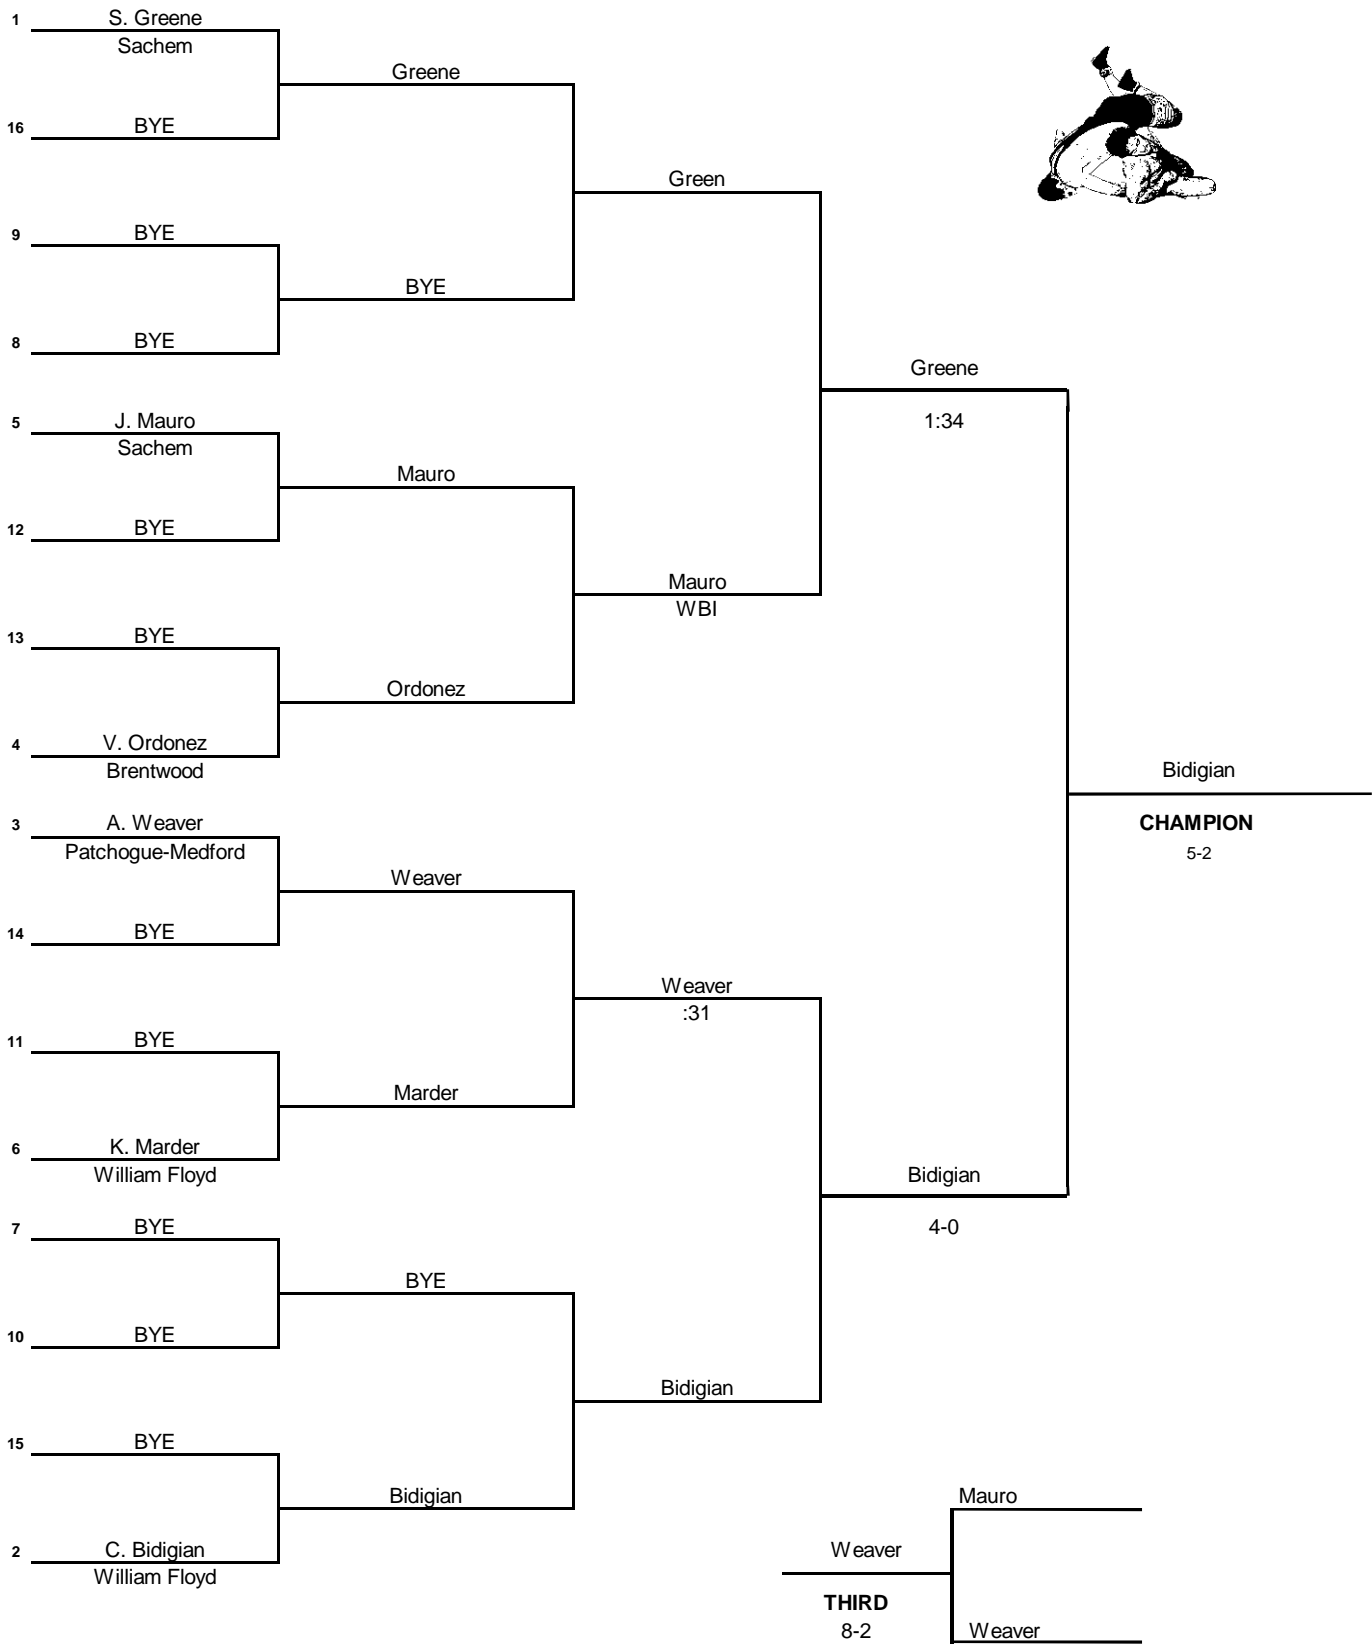 1 S. Greene
Sachem
Greene
16 BYE
Green
9 BYE
BYE
8 BYE
Greene
1:34
5 J. Mauro
Sachem
Mauro
12 BYE
Mauro
WBI
13 BYE
Ordonez
4 V. Ordonez
Brentwood
Bidigian
CHAMPION
5-2
3 A. Weaver
Patchogue-Medford
Weaver
14 BYE
Weaver
:31
11 BYE
Marder
6 K. Marder
William Floyd
Bidigian
4-0
7 BYE
BYE
10 BYE
Bidigian
15 BYE
Bidigian
2 C. Bidigian
William Floyd
Mauro
Weaver
THIRD
8-2
Weaver